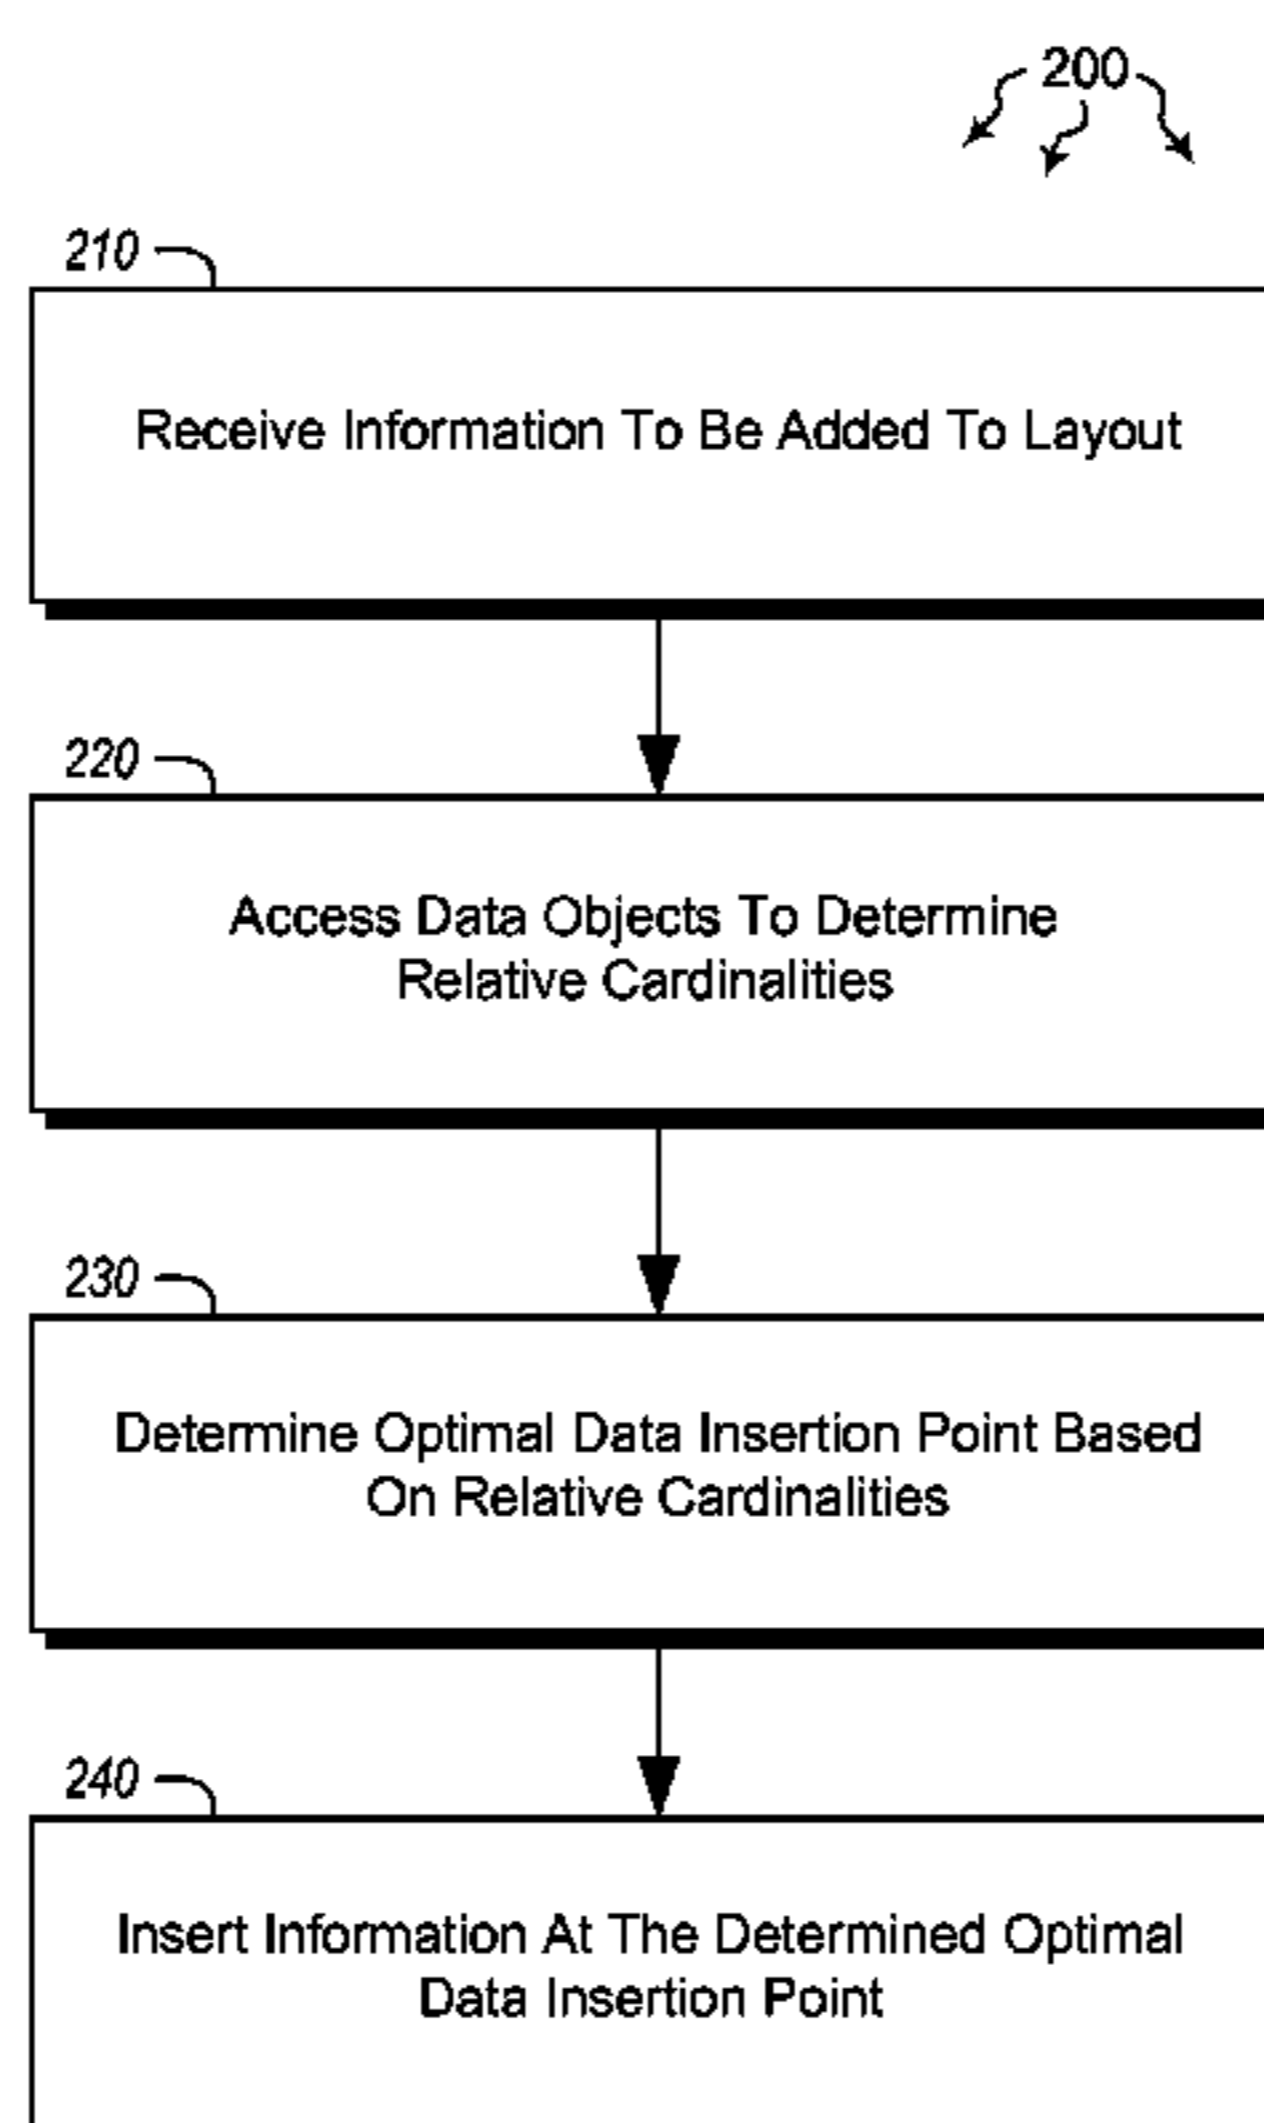 200
210
Receive Information To Be Added To Layout
220
Access Data Objects To Determine
Relative Cardinalities
230
Determine Optimal Data Insertion Point Based
On Relative Cardinalities
240
Insert Information At The Determined Optimal
Data Insertion Point